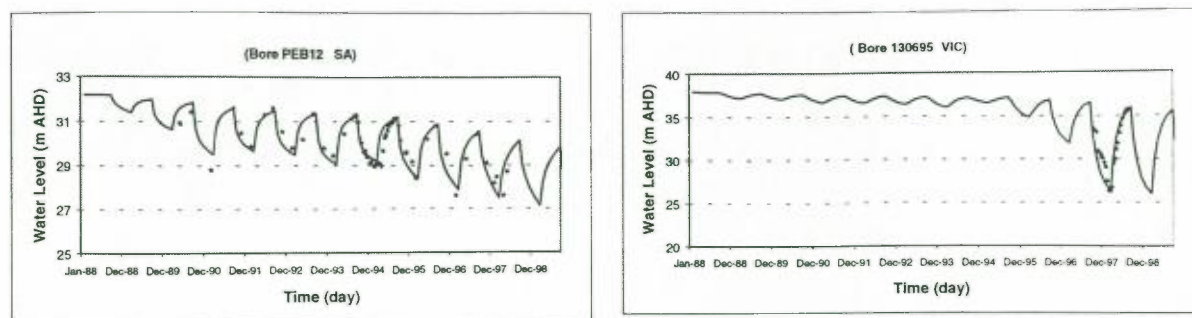 (Bore PEB12 SA)
33
31
29
27
25
Water Level (m AHD)
Jan-88 Dec-88 Dec-89 Dec-90 Dec-91 Dec-92 Dec-93 Dec-94 Dec-95 Dec-96 Dec-97 Dec-98
Time (day)
( Bore 130695 VIC)
40
35
30
25
20
Water Level (m AHD)
Jan-88 Dec-88 Dec-89 Dec-90 Dec-91 Dec-92 Dec-93 Dec-94 Dec-95 Dec-96 Dec-97 Dec-98
Time (day)